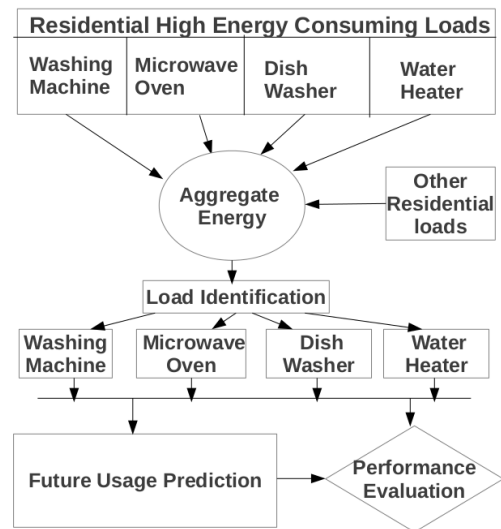 Residential High Energy Consuming Loads
Washing
Machine
Microwave
Oven
Dish
Washer
Water
Heater
Aggregate
Energy
Other
Residential
loads
Load Identification
Washing
Machine
Microwave
Oven
Dish
Washer
Water
Heater
Future Usage Prediction
Performance
Evaluation